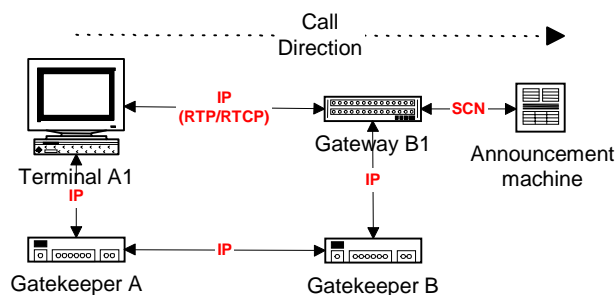 Call
Direction
IP
(RTP/RTCP)
SCN
Terminal A1
Gateway B1
Announcement
machine
IP
IP
IP
Gatekeeper A
Gatekeeper B